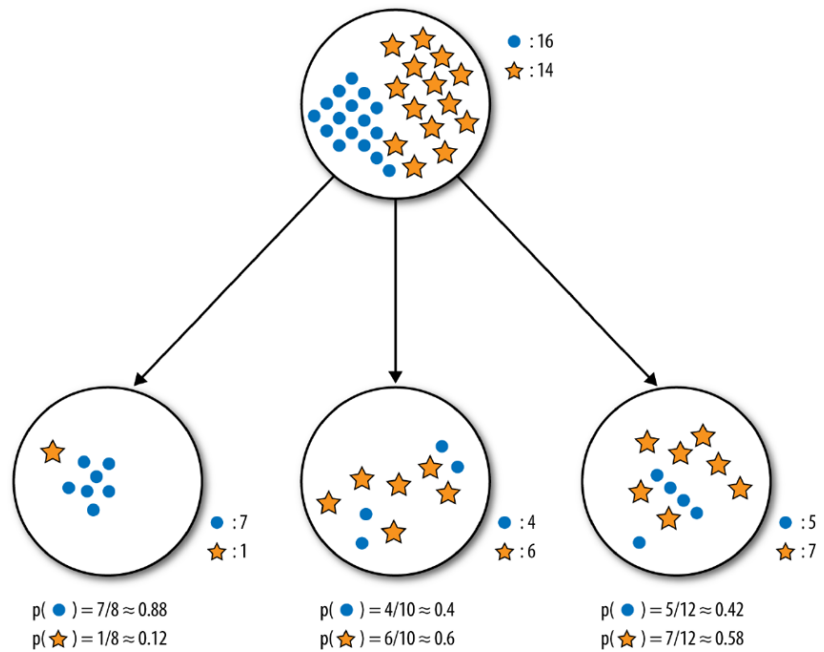 ● : 16
☆ : 14
● : 7
☆ : 1
● : 4
☆ : 6
● : 5
☆ : 7
p( ● ) = 7/8 ≈ 0.88
p( ☆ ) = 1/8 ≈ 0.12
p( ● ) = 4/10 ≈ 0.4
p( ☆ ) = 6/10 ≈ 0.6
p( ● ) = 5/12 ≈ 0.42
p( ☆ ) = 7/12 ≈ 0.58